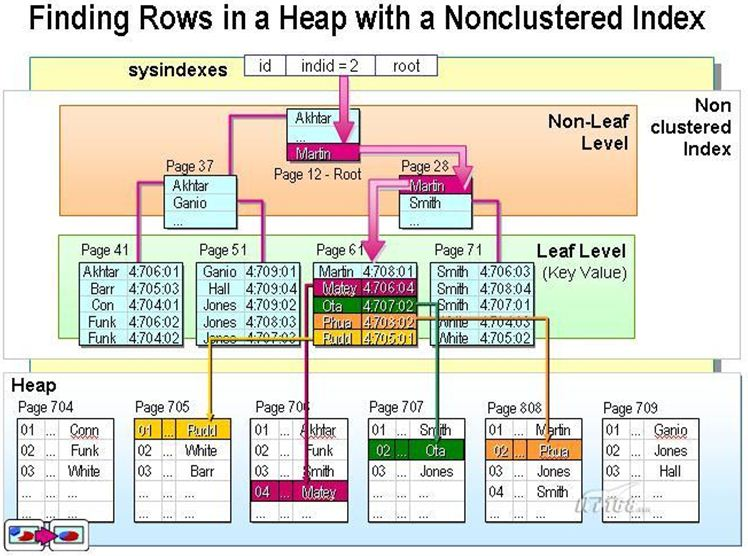 Finding Rows in a Heap with a Nonclustered Index
sysindexes id indid = 2 root
Non clustered Index
Non-Leaf Level
Akhtar
...
Martin
Page 12 - Root
Page 37
Akhtar
Ganio
...
Page 28
Martin
Smith
...
Leaf Level
(Key Value)
Page 41
Akhtar 4:706:01
Barr 4:705:03
Con 4:704:01
Funk 4:706:02
Funk 4:704:02
Page 51
Ganio 4:709:01
Hall 4:709:04
Jones 4:709:02
Jones 4:708:03
Jones 4:707:03
Page 61
Martin 4:708:01
Matey 4:706:04
Ota 4:707:02
Phua 4:708:02
Rudd 4:705:01
Page 71
Smith 4:706:03
Smith 4:708:04
Smith 4:707:01
White 4:704:03
White 4:705:02
Heap
Page 704
01 ... Conn
02 ... Funk
03 ... White
... ... ...
... ... ...
Page 705
01 ... Rudd
02 ... White
03 ... Barr
... ... ...
... ... ...
Page 706
01 ... Akhtar
02 ... Funk
03 ... Smith
04 ... Matey
... ... ...
Page 707
01 ... Smith
02 ... Ota
03 ... Jones
... ... ...
... ... ...
Page 808
01 ... Martin
02 ... Phua
03 ... Jones
04 ... Smith
... ... ...
Page 709
01 ... Ganio
02 ... Jones
03 ... Hall
... ... ...
... ... ...